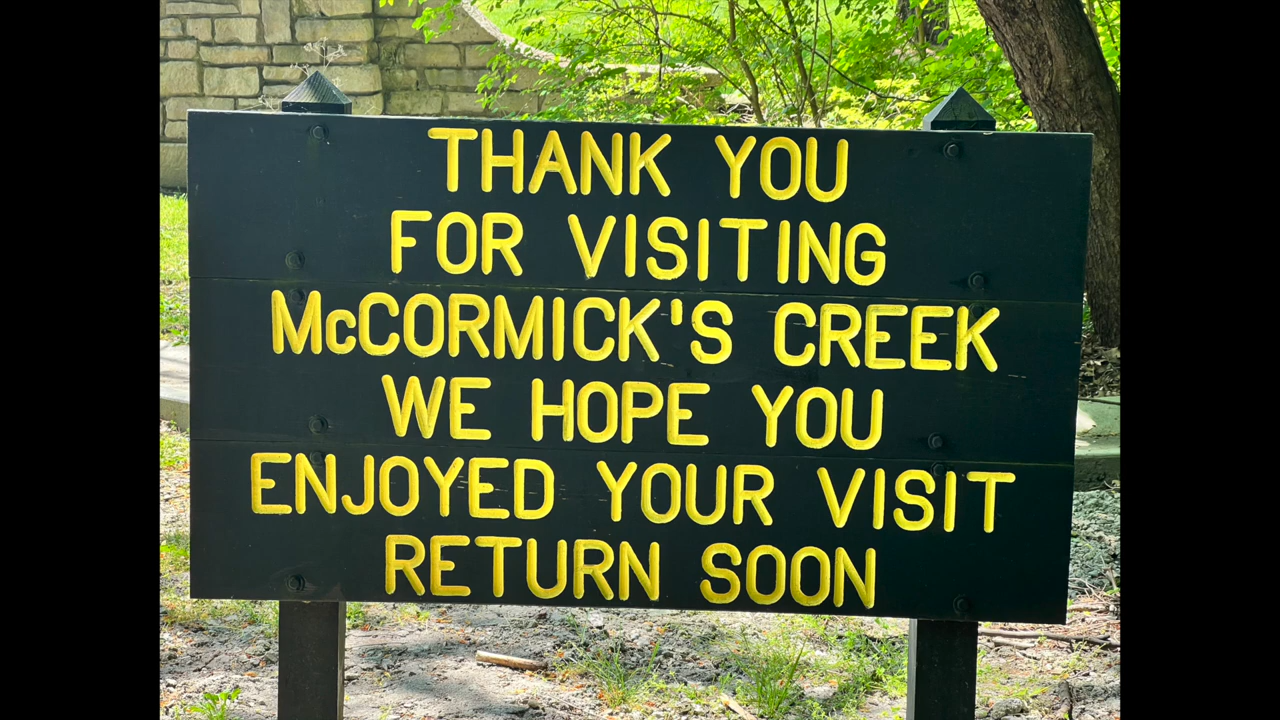 THANK YOU
FOR VISITING
McCORMICK'S CREEK
WE HOPE YOU
ENJOYED YOUR VISIT
RETURN SOON